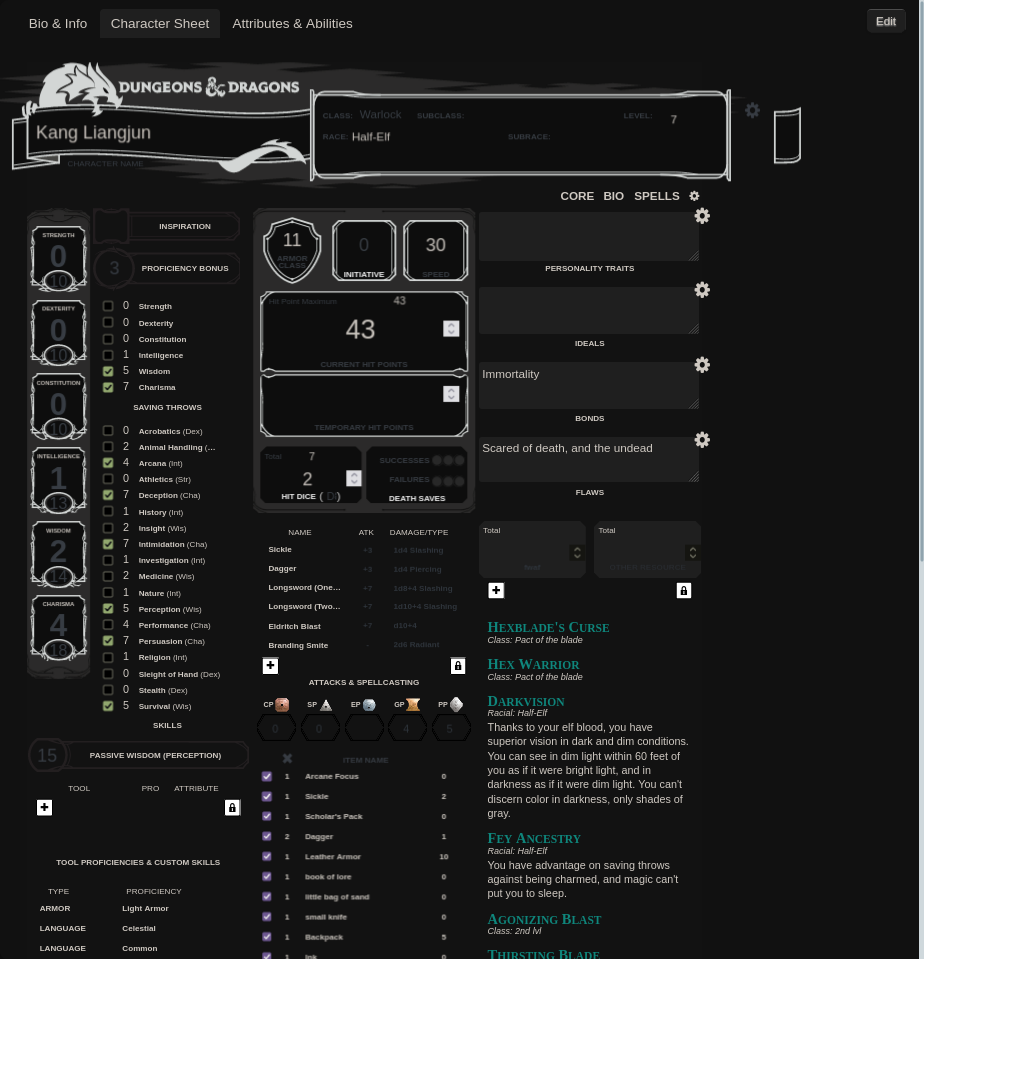 Bio & Info Character Sheet Attributes & Abilities Edit
DUNGEONS & DRAGONS
CLASS: Warlock SUBCLASS: LEVEL: 7
Kang Liangjun
RACE: Half-Elf SUBRACE:
CHARACTER NAME
CORE BIO SPELLS
STRENGTH
0
10
DEXTERITY
0
10
CONSTITUTION
0
10
INTELLIGENCE
1
13
WISDOM
2
14
CHARISMA
4
18
INSPIRATION
3 PROFICIENCY BONUS
0 Strength
0 Dexterity
0 Constitution
1 Intelligence
5 Wisdom
7 Charisma
SAVING THROWS
0 Acrobatics (Dex)
2 Animal Handling (…
4 Arcana (Int)
0 Athletics (Str)
7 Deception (Cha)
1 History (Int)
2 Insight (Wis)
7 Intimidation (Cha)
1 Investigation (Int)
2 Medicine (Wis)
1 Nature (Int)
5 Perception (Wis)
4 Performance (Cha)
7 Persuasion (Cha)
1 Religion (Int)
0 Sleight of Hand (Dex)
0 Stealth (Dex)
5 Survival (Wis)
SKILLS
15 PASSIVE WISDOM (PERCEPTION)
TOOL PRO ATTRIBUTE
TOOL PROFICIENCIES & CUSTOM SKILLS
TYPE PROFICIENCY
ARMOR Light Armor
LANGUAGE Celestial
LANGUAGE Common
11
ARMOR
CLASS
0
INITIATIVE
30
SPEED
Hit Point Maximum 43
43
CURRENT HIT POINTS
TEMPORARY HIT POINTS
Total 7
2
HIT DICE ( D )
SUCCESSES
FAILURES
DEATH SAVES
NAME ATK DAMAGE/TYPE
Sickle +3 1d4 Slashing
Dagger +3 1d4 Piercing
Longsword (One… +7 1d8+4 Slashing
Longsword (Two… +7 1d10+4 Slashing
Eldritch Blast +7 d10+4
Branding Smite - 2d6 Radiant
ATTACKS & SPELLCASTING
CP SP EP GP PP
0 0 4 5
ITEM NAME
1 Arcane Focus 0
1 Sickle 2
1 Scholar's Pack 0
2 Dagger 1
1 Leather Armor 10
1 book of lore 0
1 little bag of sand 0
1 small knife 0
1 Backpack 5
1 Ink 0
PERSONALITY TRAITS
IDEALS
Immortality
BONDS
Scared of death, and the undead
FLAWS
Total
Total
OTHER RESOURCE
HEXBLADE'S CURSE
Class: Pact of the blade
HEX WARRIOR
Class: Pact of the blade
DARKVISION
Racial: Half-Elf
Thanks to your elf blood, you have
superior vision in dark and dim conditions.
You can see in dim light within 60 feet of
you as if it were bright light, and in
darkness as if it were dim light. You can't
discern color in darkness, only shades of
gray.
FEY ANCESTRY
Racial: Half-Elf
You have advantage on saving throws
against being charmed, and magic can't
put you to sleep.
AGONIZING BLAST
Class: 2nd lvl
THIRSTING BLADE